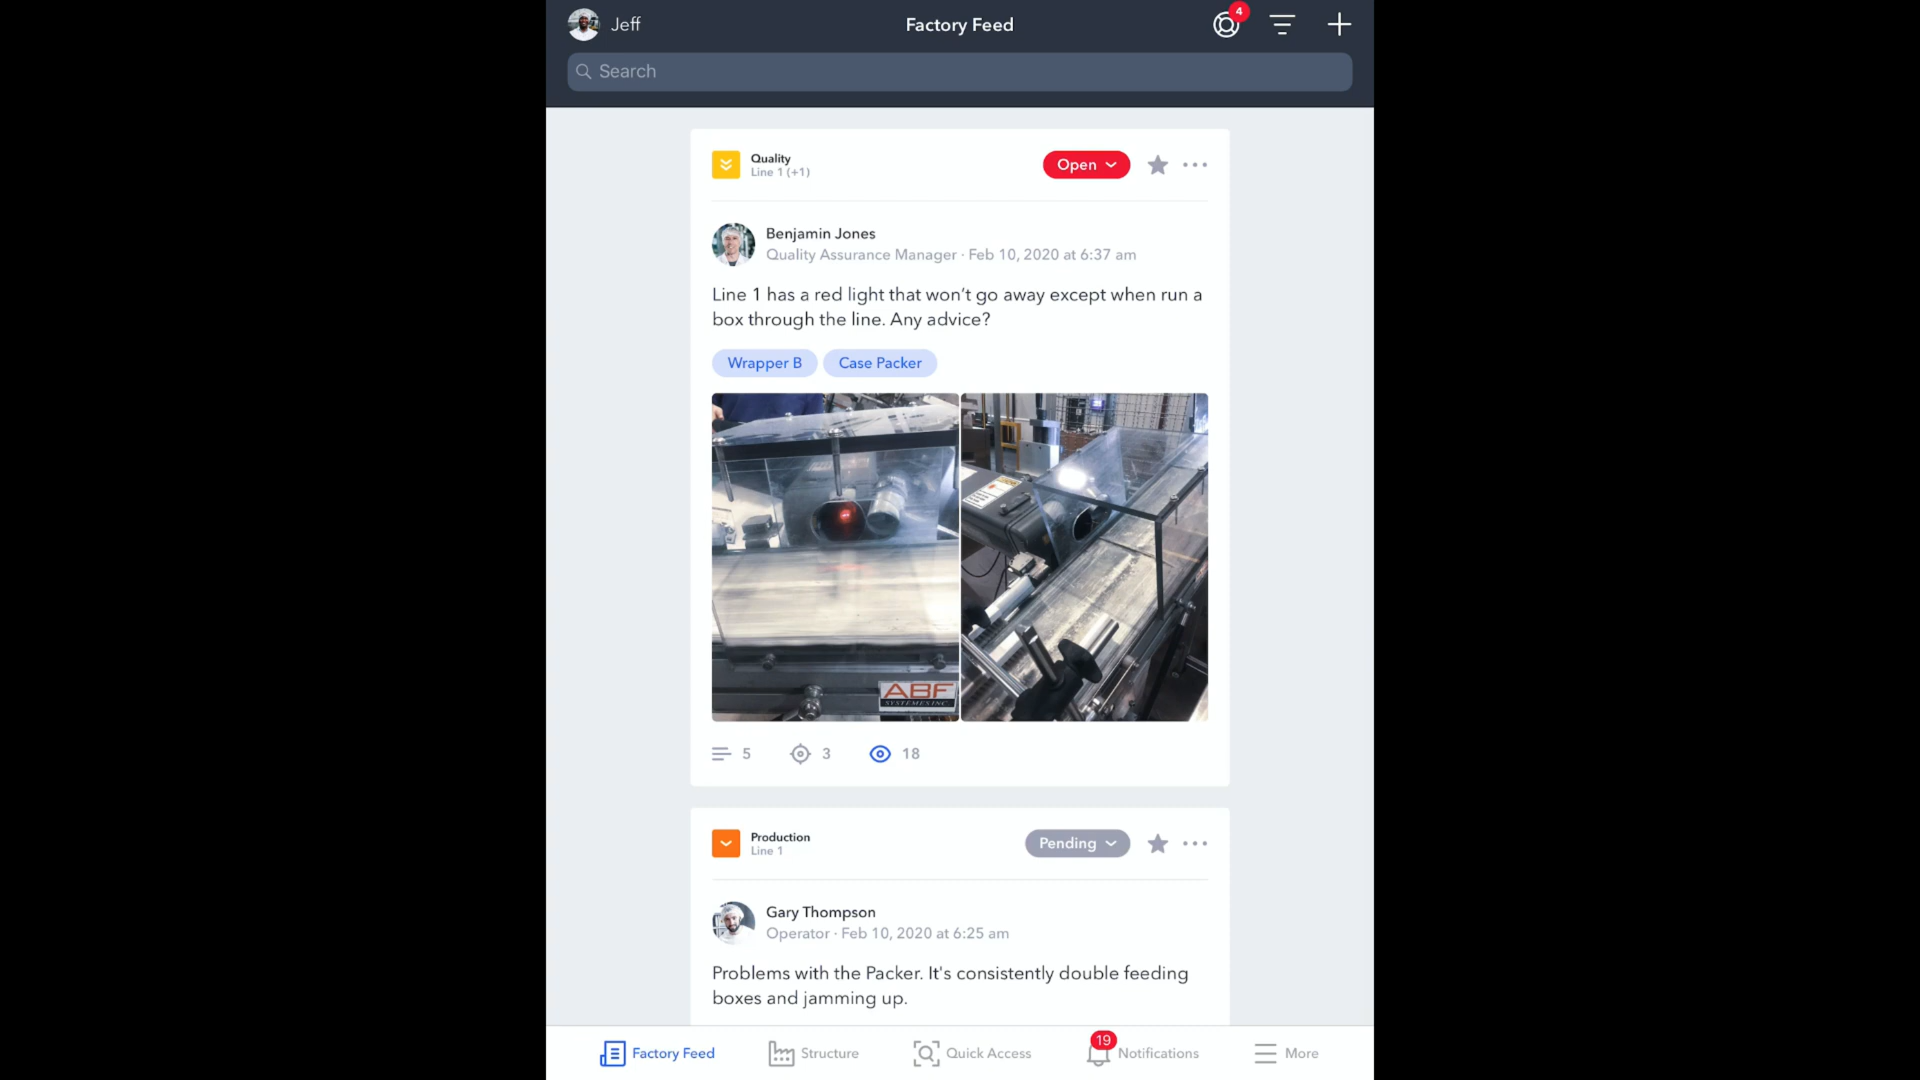 Jeff
Factory Feed
4
Search
Quality
Line 1 (+1)
Open
Benjamin Jones
Quality Assurance Manager · Feb 10, 2020 at 6:37 am
Line 1 has a red light that won't go away except when run a
box through the line. Any advice?
Wrapper B
Case Packer
ABF
SYSTEMES INC.
5
3
18
Production
Line 1
Pending
Gary Thompson
Operator · Feb 10, 2020 at 6:25 am
Problems with the Packer. It's consistently double feeding
boxes and jamming up.
Factory Feed
Structure
Quick Access
19
Notifications
More